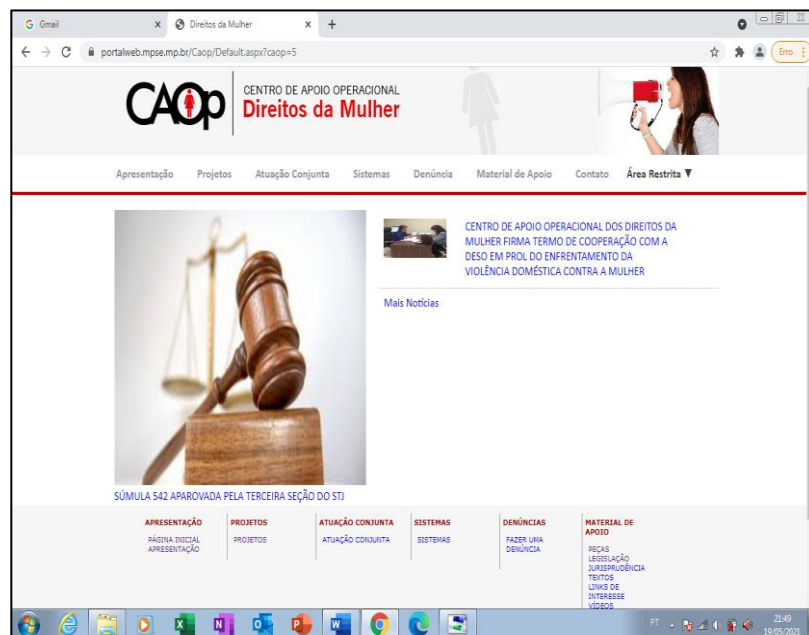 Gmail
Direitos da Mulher
portalweb.mpse.mp.br/Caop/Default.aspx?caop=5
Erro
CAOp
CENTRO DE APOIO OPERACIONAL
Direitos da Mulher
Apresentação Projetos Atuação Conjunta Sistemas Denúncia Material de Apoio Contato Área Restrita ▼
CENTRO DE APOIO OPERACIONAL DOS DIREITOS DA
MULHER FIRMA TERMO DE COOPERAÇÃO COM A
DESO EM PROL DO ENFRENTAMENTO DA
VIOLÊNCIA DOMÉSTICA CONTRA A MULHER
Mais Notícias
SÚMULA 542 APROVADA PELA TERCEIRA SEÇÃO DO STJ
APRESENTAÇÃO
PÁGINA INICIAL
APRESENTAÇÃO
PROJETOS
PROJETOS
ATUAÇÃO CONJUNTA
ATUAÇÃO CONJUNTA
SISTEMAS
SISTEMAS
DENÚNCIAS
FAZER UMA
DENÚNCIA
MATERIAL DE
APOIO
PEÇAS
LEGISLAÇÃO
JURISPRUDÊNCIA
TEXTOS
LINKS DE
INTERESSE
VÍDEOS
PT
21:49
19/05/2021